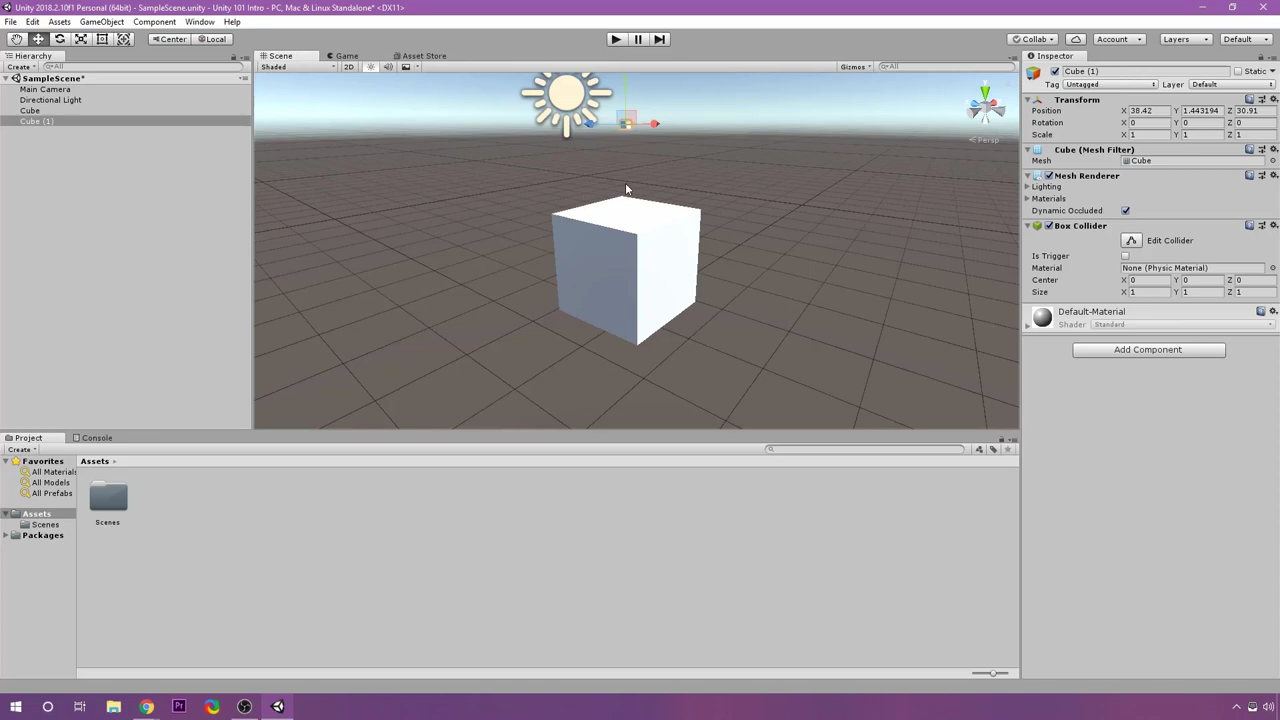 Unity 2018.2.10f1 Personal (64bit) - SampleScene.unity - Unity 101 Intro - PC, Mac & Linux Standalone* <DX11>
File Edit Assets GameObject Component Window Help
Center Local Collab Account Layers Default
Hierarchy
Create All
SampleScene*
Main Camera
Directional Light
Cube
Cube (1)
Scene Game Asset Store
Shaded 2D Gizmos All
y
Persp
Inspector
Cube (1) Static
Tag Untagged Layer Default
Transform
Position X 38.42 Y 1.443194 Z 30.91
Rotation X 0 Y 0 Z 0
Scale X 1 Y 1 Z 1
Cube (Mesh Filter)
Mesh Cube
Mesh Renderer
Lighting
Materials
Dynamic Occluded
Box Collider
Edit Collider
Is Trigger
Material None (Physic Material)
Center X 0 Y 0 Z 0
Size X 1 Y 1 Z 1
Default-Material
Shader Standard
Add Component
Project Console
Create
Favorites
All Materials
All Models
All Prefabs
Assets
Scenes
Packages
Assets
Scenes
Pr